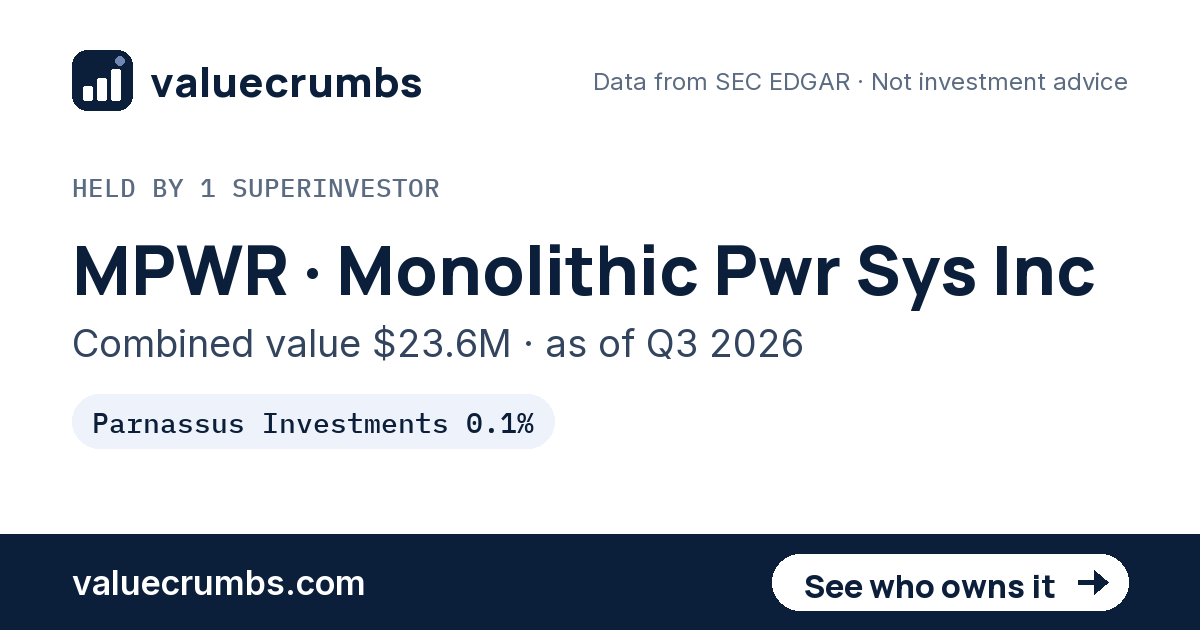 valuecrumbs
Data from SEC EDGAR · Not investment advice
HELD BY 1 SUPERINVESTOR
MPWR · Monolithic Pwr Sys Inc
Combined value $23.6M · as of Q3 2026
Parnassus Investments 0.1%
valuecrumbs.com
See who owns it →